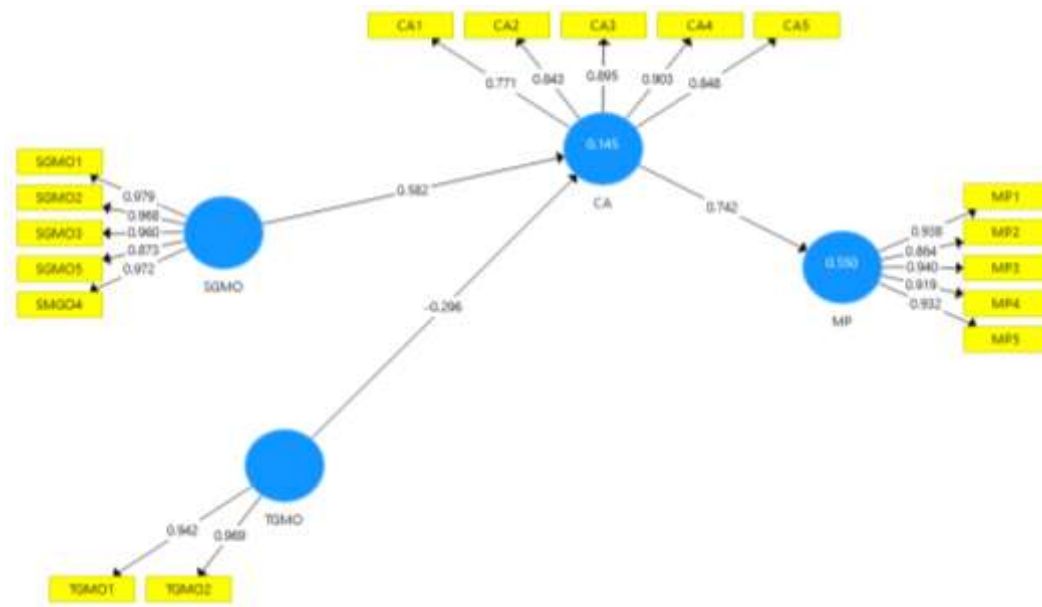 CA1 CA2 CA3 CA4 CA5
0.771 0.843 0.895 0.903 0.848
0.145
CA
SGMO1
SGMO2
SGMO3
SGMO5
SMGO4
0.979
0.968
0.960
0.873
0.972
SGMO
0.582
0.742
MP1
MP2
MP3
MP4
MP5
0.938
0.864
0.940
0.919
0.932
0.550
MP
-0.296
TGMO
0.942 0.969
TGMO1 TGMO2